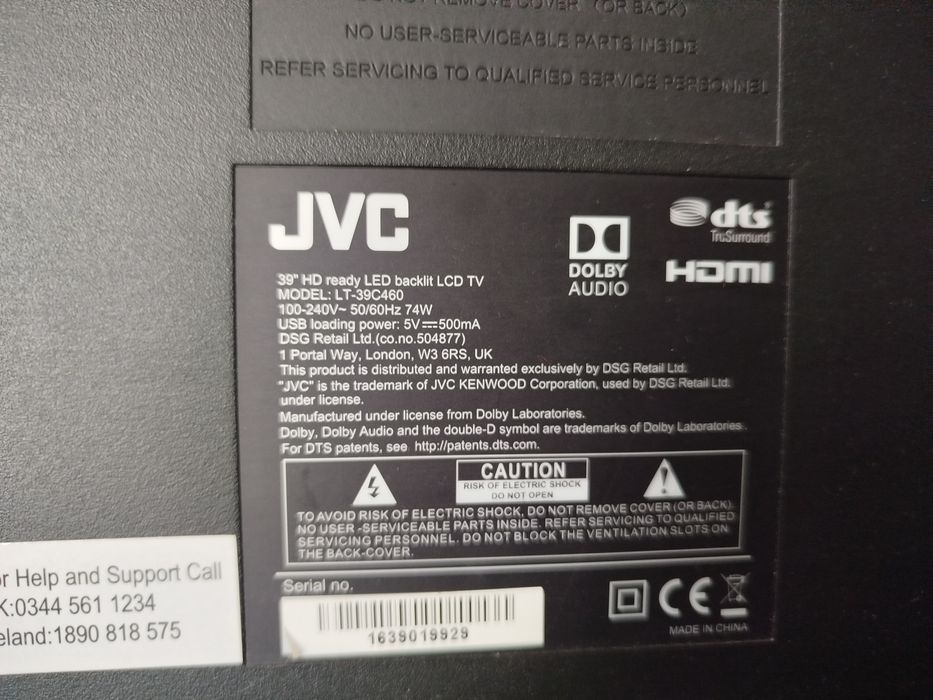 DO NOT REMOVE COVER (OR BACK)
NO USER-SERVICEABLE PARTS INSIDE
REFER SERVICING TO QUALIFIED SERVICE PERSONNEL
JVC
DOLBY
AUDIO
dts
TruSurround
HDMI
39" HD ready LED backlit LCD TV
MODEL: LT-39C460
100-240V~ 50/60Hz 74W
USB loading power: 5V⎓500mA
DSG Retail Ltd.(co.no.504877)
1 Portal Way, London, W3 6RS, UK
This product is distributed and warranted exclusively by DSG Retail Ltd.
"JVC" is the trademark of JVC KENWOOD Corporation, used by DSG Retail Ltd.
under license.
Manufactured under license from Dolby Laboratories.
Dolby, Dolby Audio and the double-D symbol are trademarks of Dolby Laboratories.
For DTS patents, see http://patents.dts.com.
CAUTION
RISK OF ELECTRIC SHOCK
DO NOT OPEN
TO AVOID RISK OF ELECTRIC SHOCK, DO NOT REMOVE COVER (OR BACK).
NO USER -SERVICEABLE PARTS INSIDE. REFER SERVICING TO QUALIFIED
SERVICING PERSONNEL. DO NOT BLOCK THE VENTILATION SLOTS ON
THE BACK-COVER.
Serial no.
1639019929
CE
MADE IN CHINA
or Help and Support Call
K:0344 561 1234
eland:1890 818 575